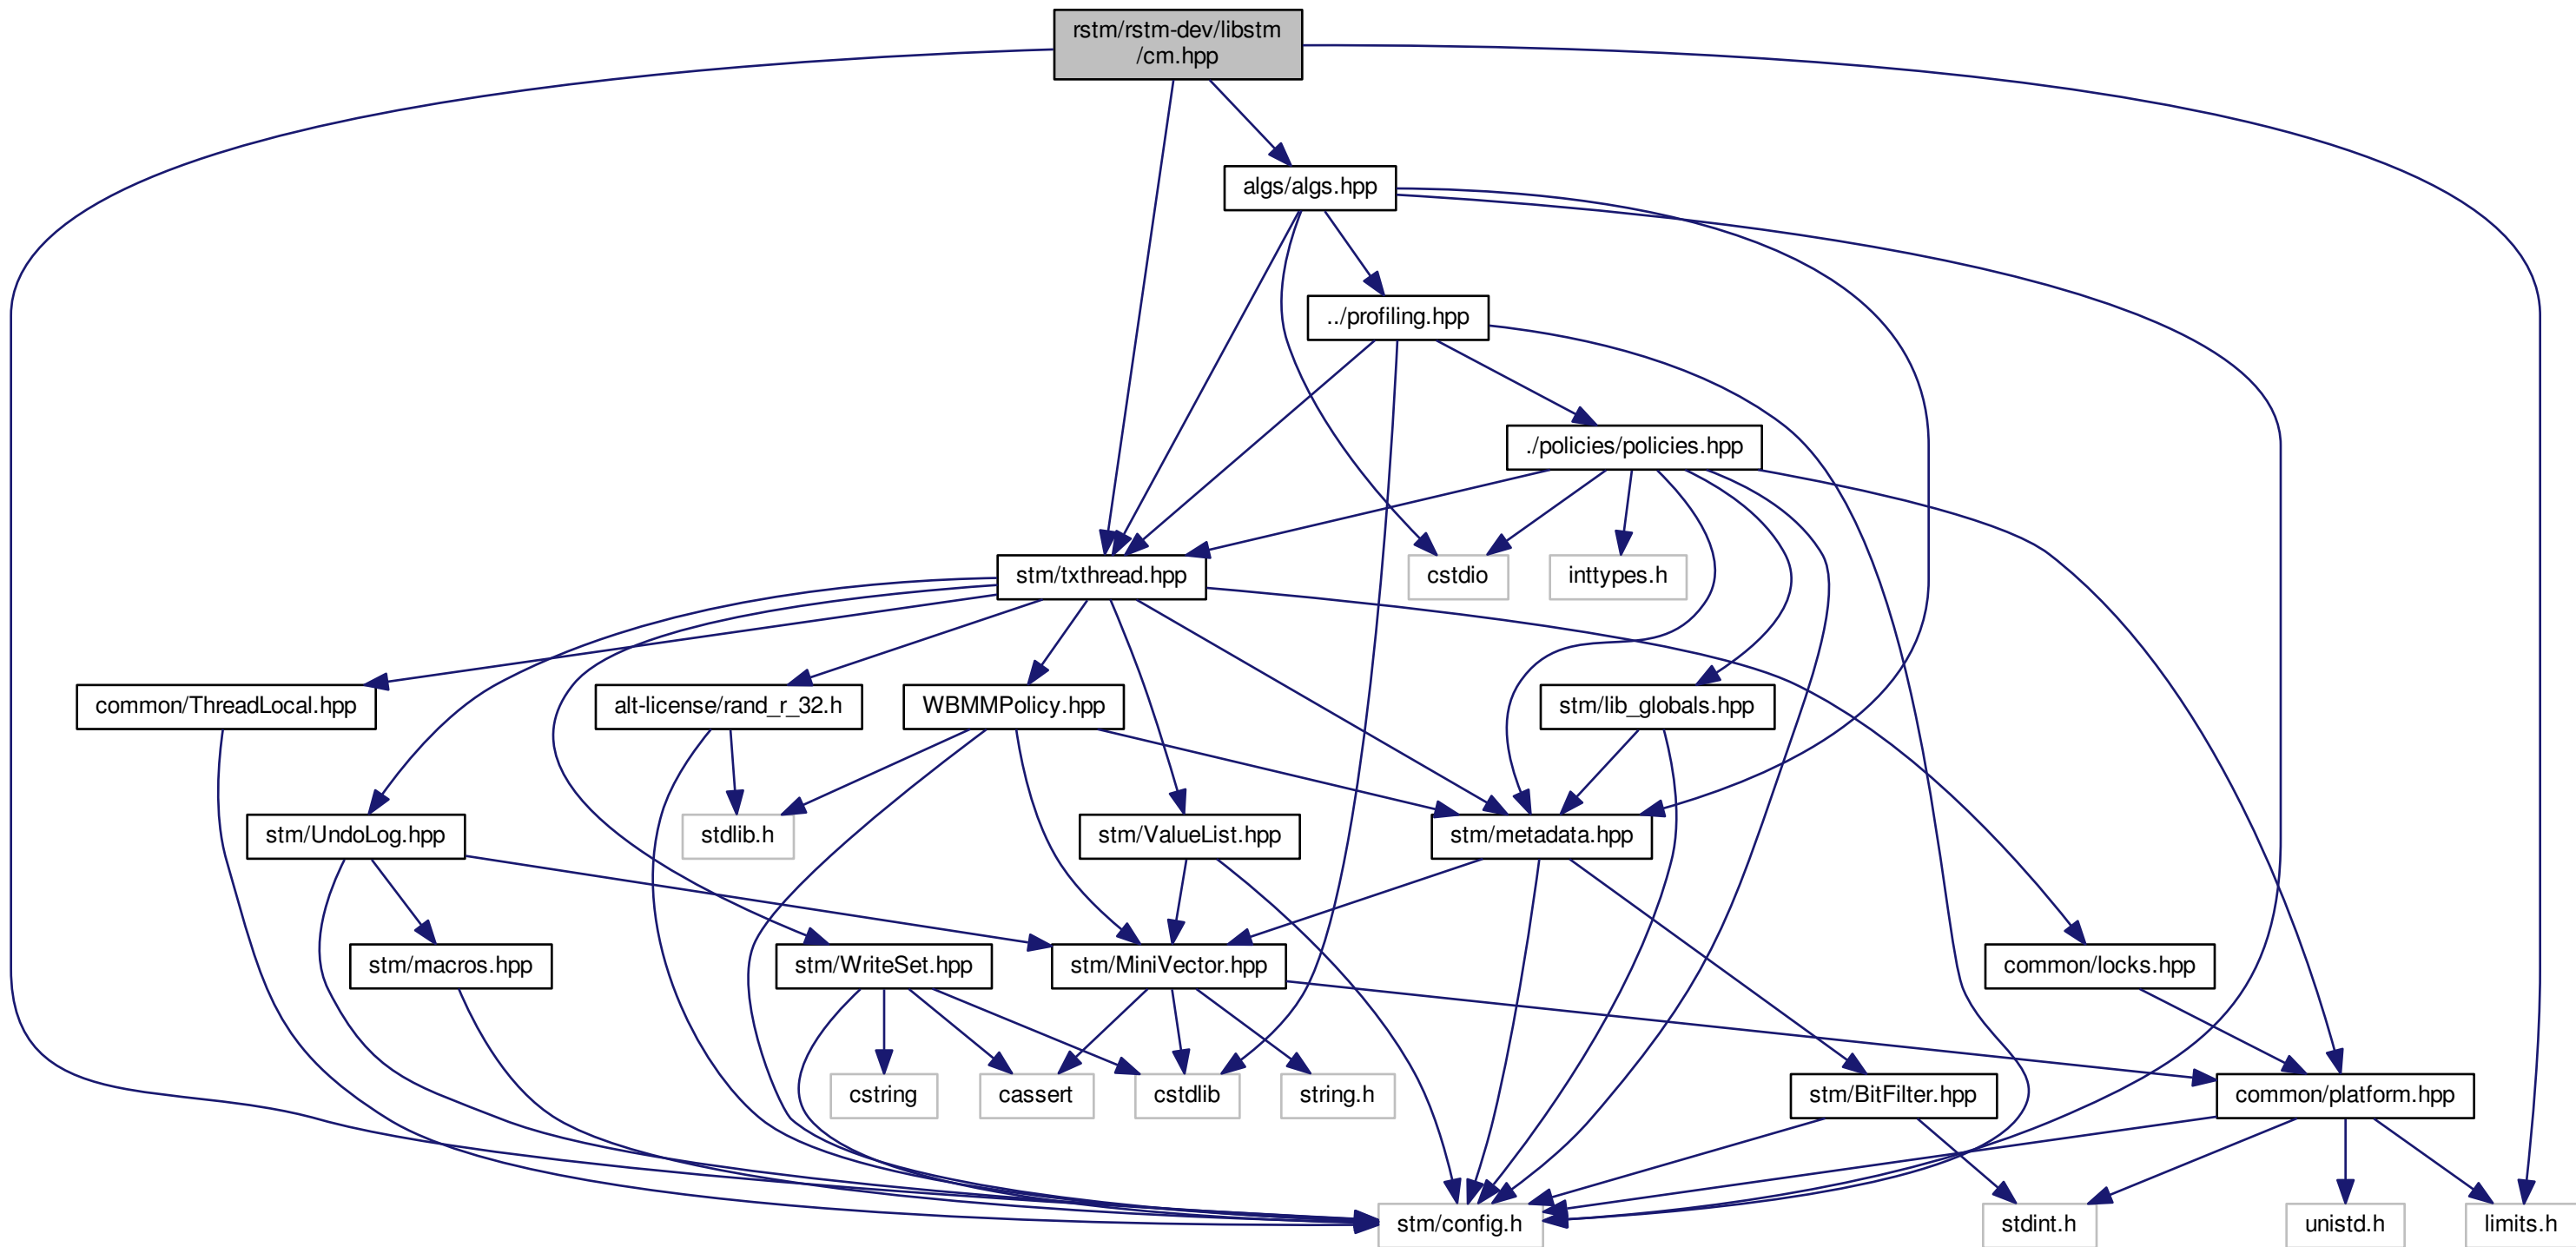 rstm/rstm-dev/libstm
/cm.hpp
algs/algs.hpp
../profiling.hpp
./policies/policies.hpp
stm/txthread.hpp
cstdio
inttypes.h
common/ThreadLocal.hpp
alt-license/rand_r_32.h
WBMMPolicy.hpp
stm/lib_globals.hpp
stm/UndoLog.hpp
stdlib.h
stm/ValueList.hpp
stm/metadata.hpp
stm/macros.hpp
stm/WriteSet.hpp
stm/MiniVector.hpp
common/locks.hpp
cstring
cassert
cstdlib
string.h
stm/BitFilter.hpp
common/platform.hpp
stm/config.h
stdint.h
unistd.h
limits.h